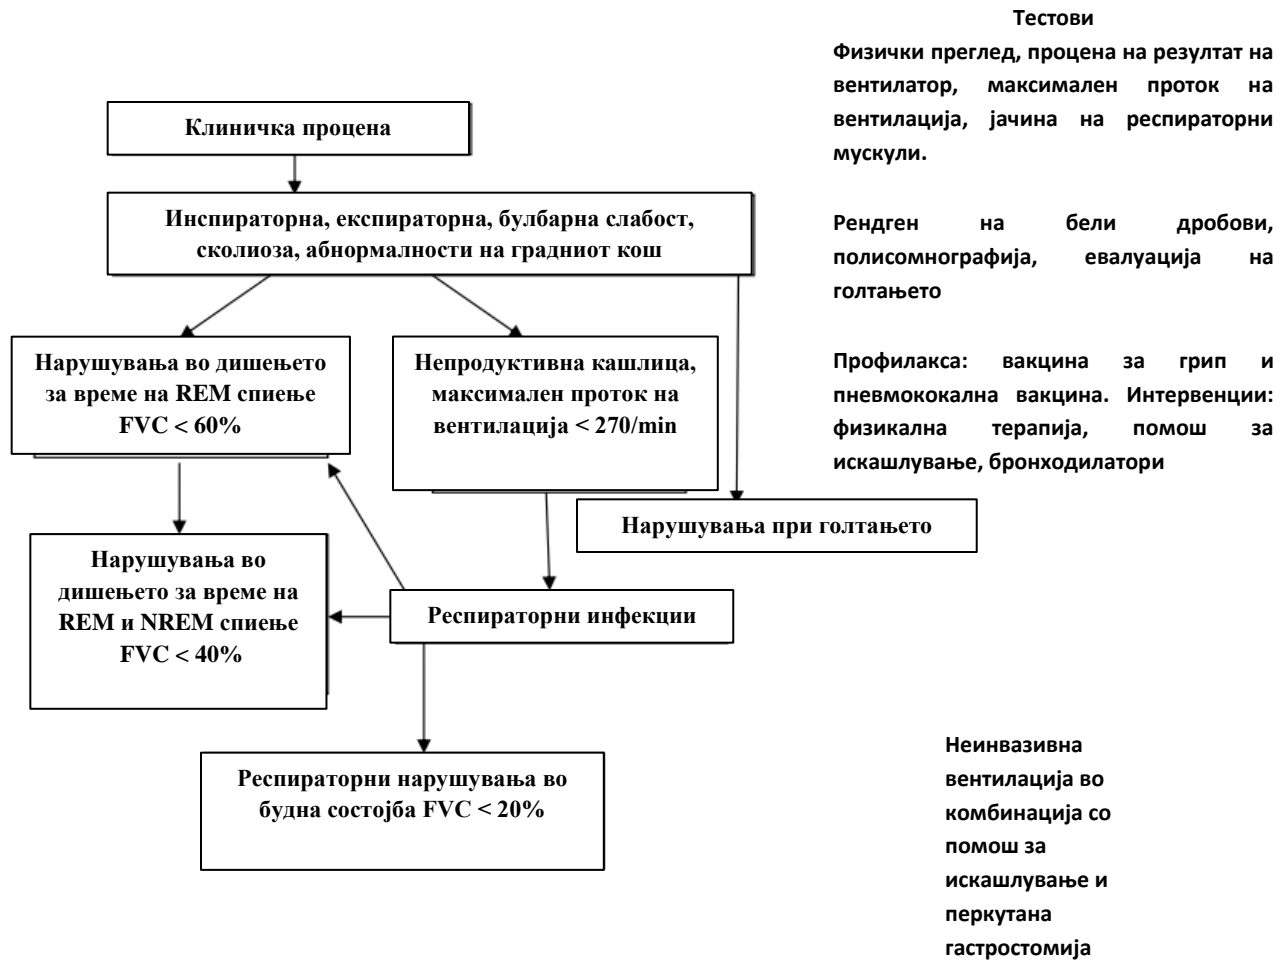 Клиничка процена
Инспираторна, експираторна, булбарна слабост,
сколиоза, абнормалности на градниот кош
Нарушувања во дишењето
за време на REM спиење
FVC < 60%
Непродуктивна кашлица,
максимален проток на
вентилација < 270/min
Нарушувања при голтањето
Нарушувања во
дишењето за време на
REM и NREM спиење
FVC < 40%
Респираторни инфекции
Респираторни нарушувања во
будна состојба FVC < 20%
Тестови
Физички преглед, процена на резултат на
вентилатор, максимален проток на
вентилација, јачина на респираторни
мускули.
Рендген на бели дробови,
полисомнографија, евалуација на
голтањето
Профилакса: вакцина за грип и
пневмококална вакцина. Интервенции:
физикална терапија, помош за
искашлување, бронходилатори
Неинвазивна
вентилација во
комбинација со
помош за
искашлување и
перкутана
гастростомија